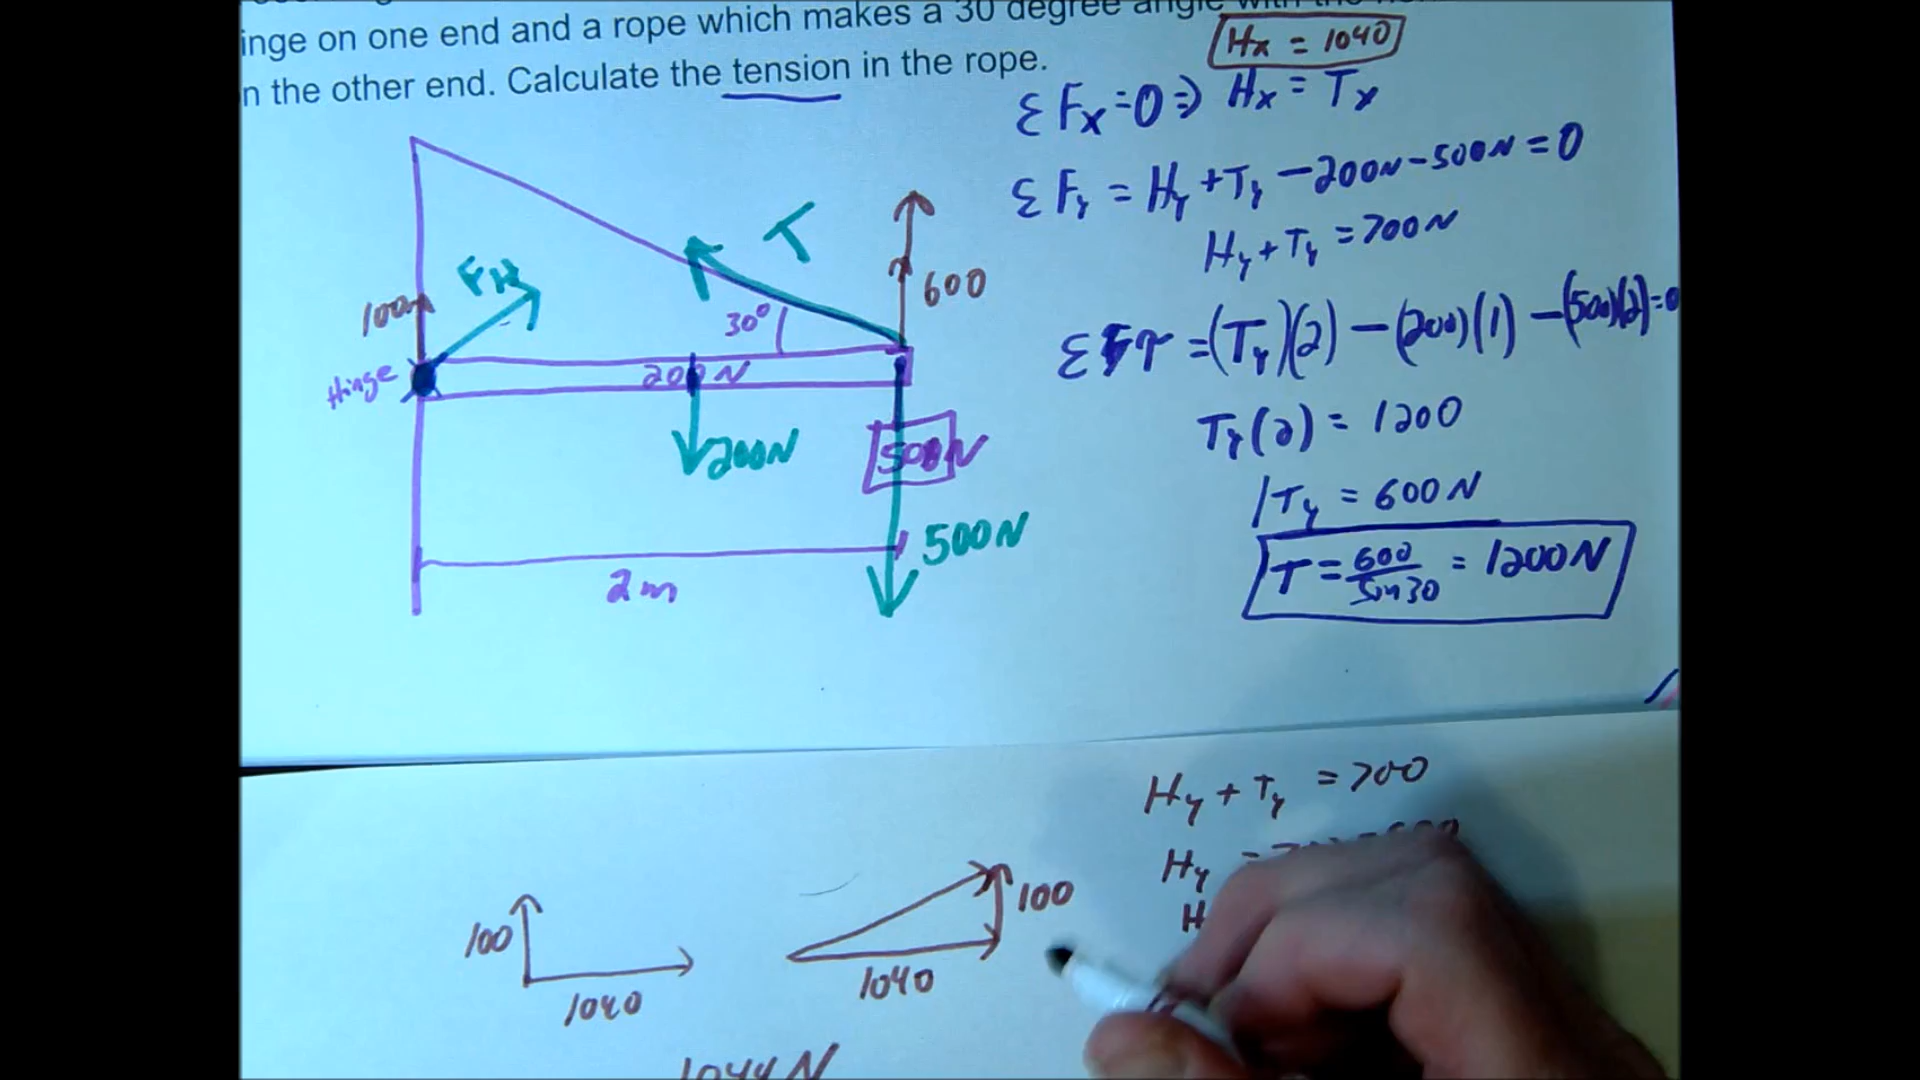 inge on one end and a rope which makes a 30 degree angle with the
n the other end. Calculate the tension in the rope.
Hx = 1040
ΣFx=0⇒ Hx = Tx
ΣFy = Hy + Ty - 200N - 500N = 0
Hy + Ty = 700N
Στ = (Ty)(2) - (200)(1) - (500)(2) = 0
Ty(2) = 1200
Ty = 600N
T = 600/Sin30 = 1200N
T
FH
100
600
30°
Hinge
200N
200N
500N
500N
2m
Hy + Ty = 700
Hy =
H
100
1040
100
1040
1044N